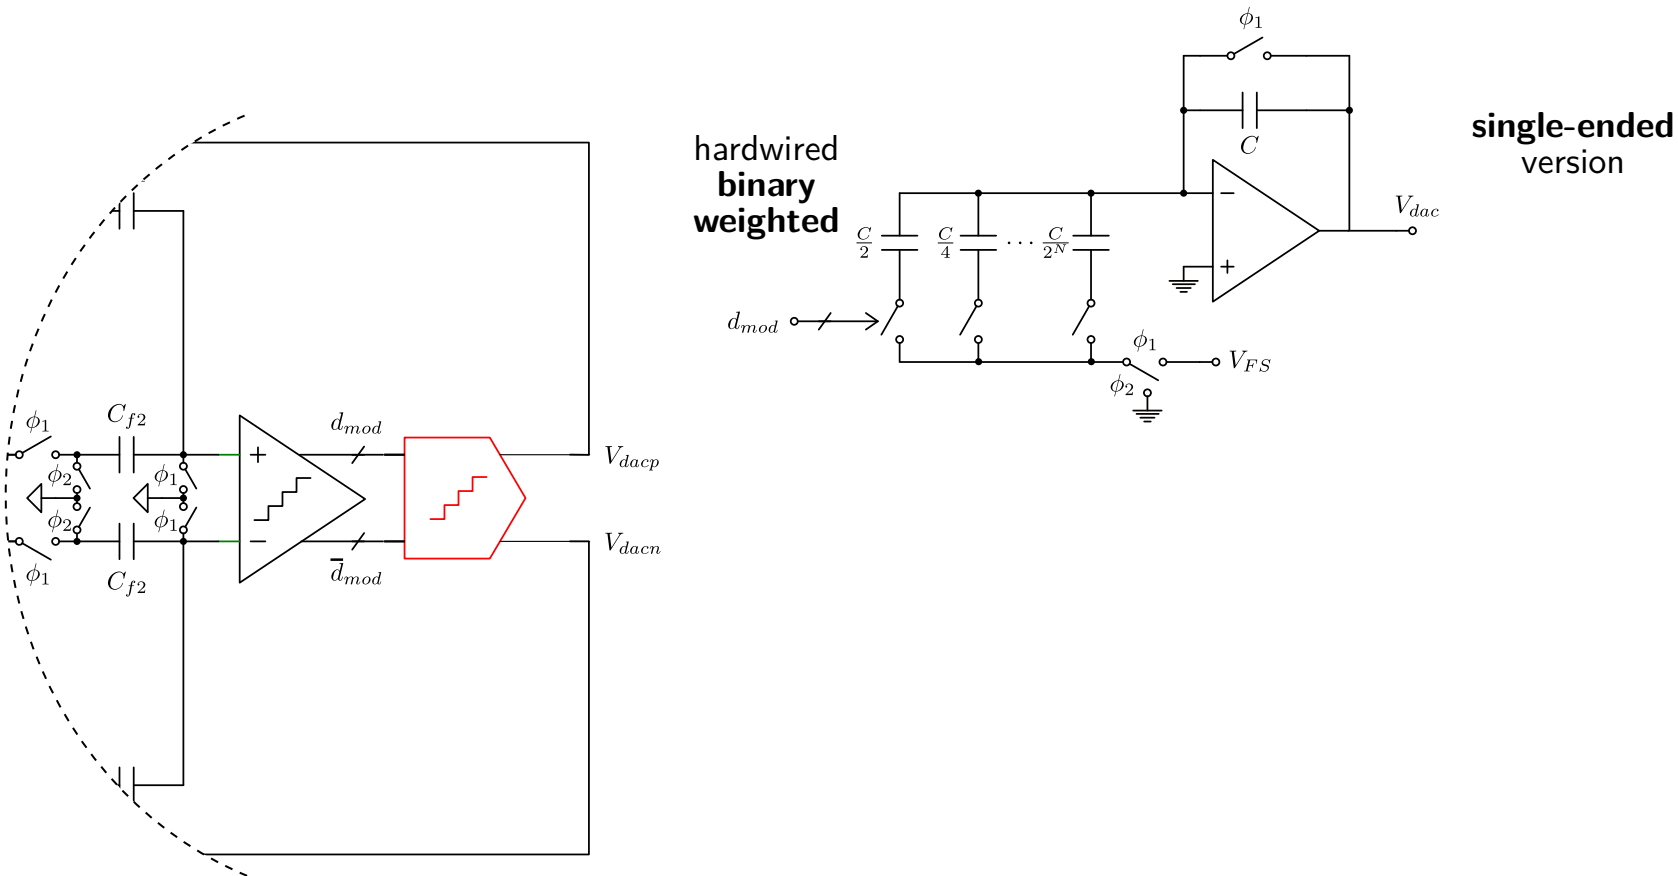 ϕ₁
C
hardwired
binary
weighted
single-ended
version
V_dac
−
+
C/2
C/4
⋯
C/2^N
d_mod
ϕ₁
V_FS
ϕ₂
ϕ₁
C_f2
d_mod
+
V_dacp
ϕ₂
ϕ₁
ϕ₂
ϕ₁
−
V_dacn
ϕ₁
C_f2
d̅_mod